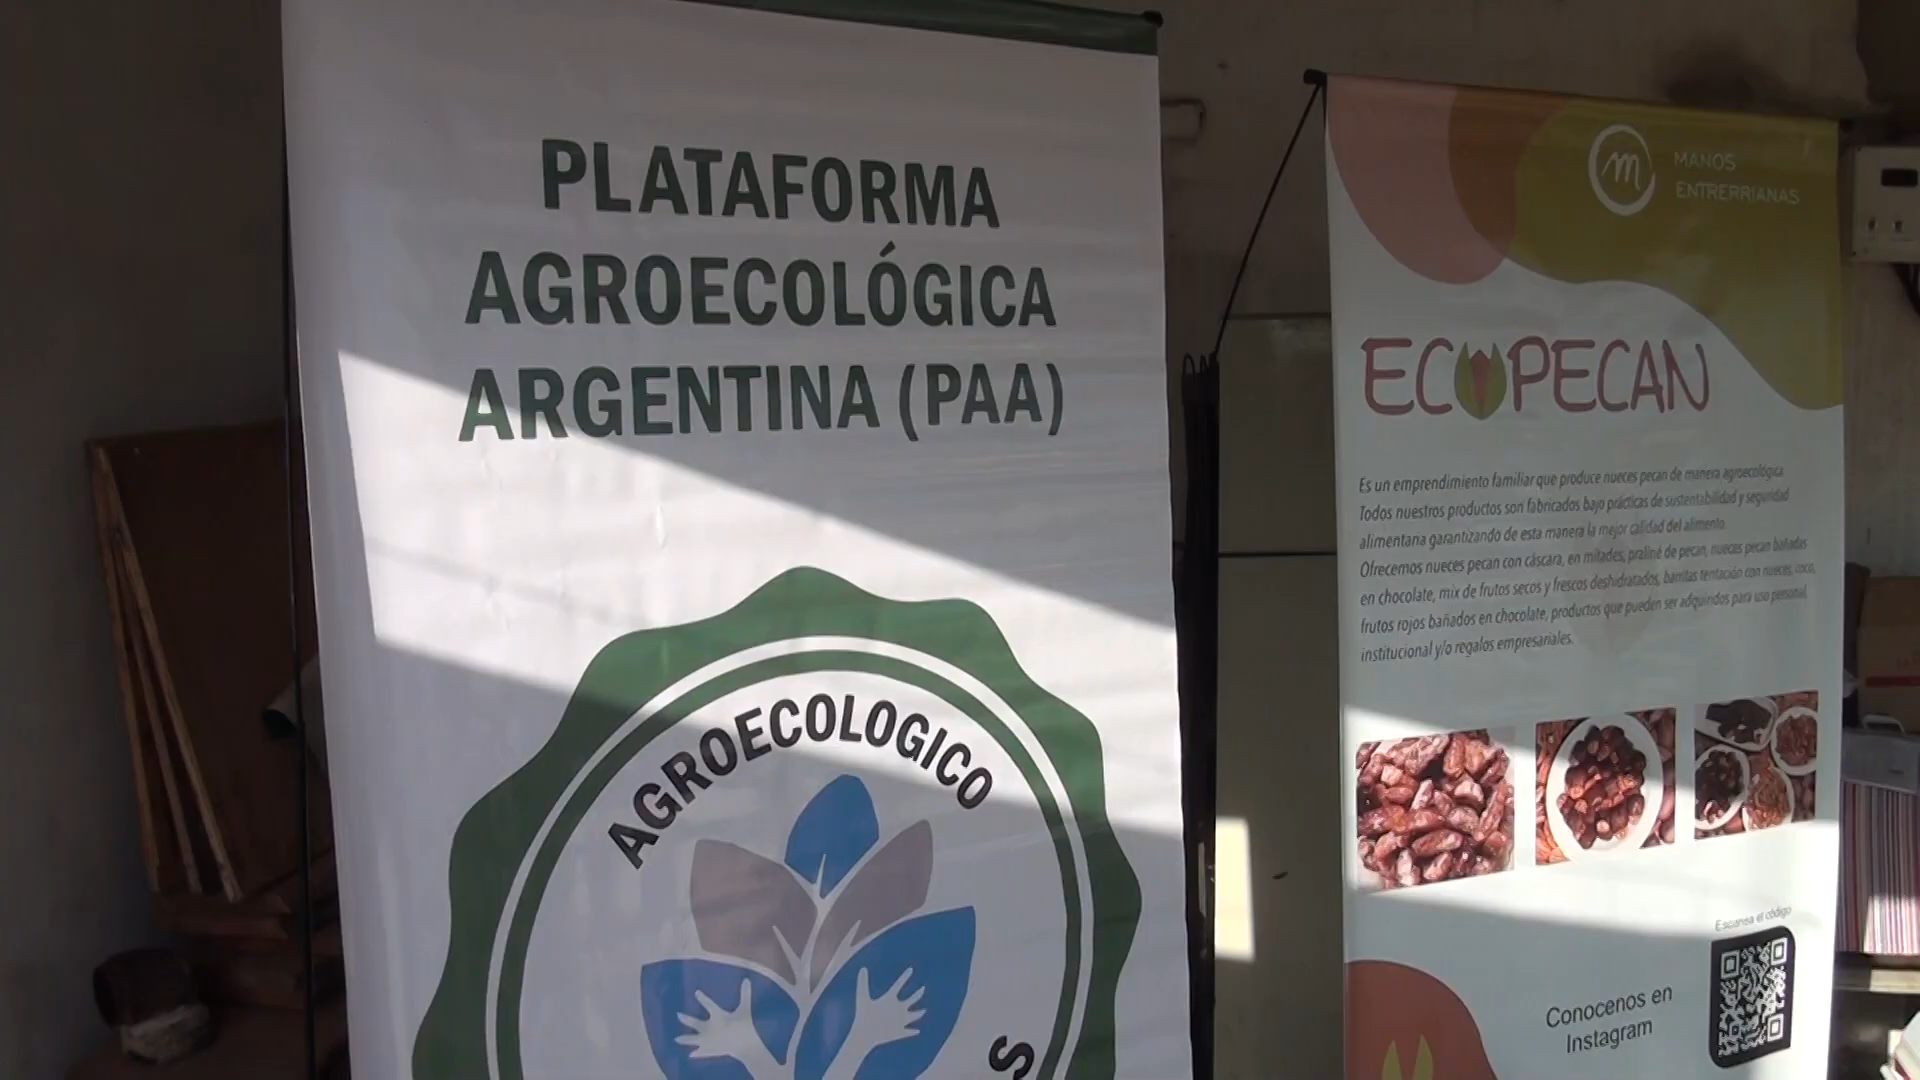 PLATAFORMA
AGROECOLÓGICA
ARGENTINA (PAA)
AGROECOLOGICO
S
MANOS
ENTRERRIANAS
ECOPECAN
Es un emprendimiento familiar que produce nueces pecan de manera agroecológica.
Todos nuestros productos son fabricados bajo prácticas de sustentabilidad y seguridad
alimentaria garantizando de esta manera la mejor calidad del alimento.
Ofrecemos nueces pecan con cáscara, en mitades, praliné de pecan, nueces pecan bañadas
en chocolate, mix de frutos secos y frescos deshidratados, barritas tentación con nueces, coco,
frutos rojos bañados en chocolate, productos que pueden ser adquiridos para uso personal,
institucional y/o regalos empresariales.
Escanea el código
Conocenos en
Instagram